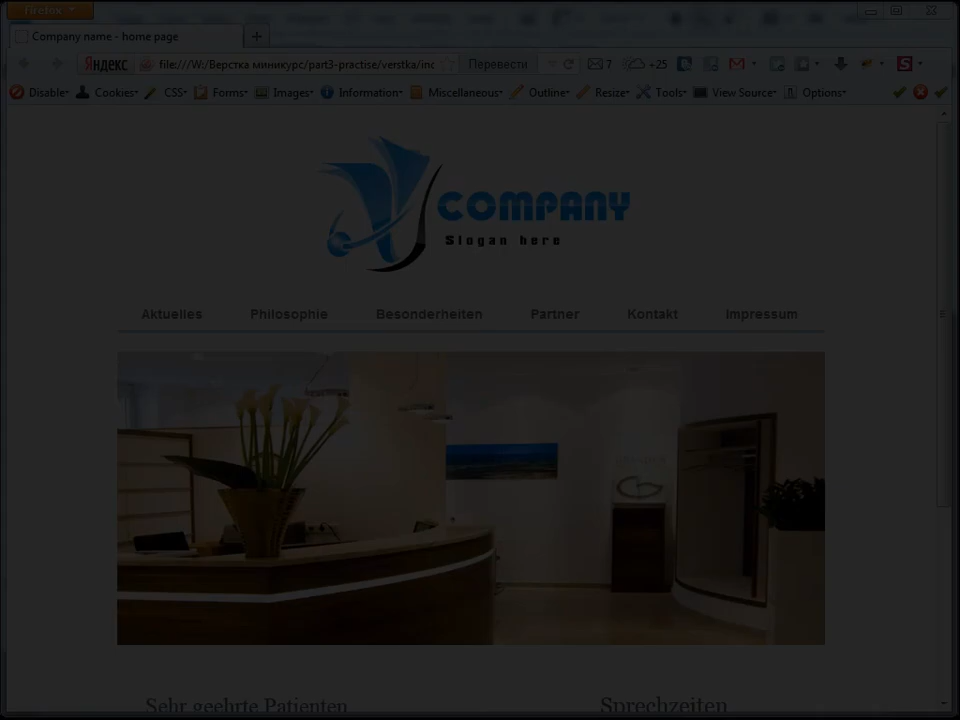 firefox
Company name - home page
Яндекс file:///W:/Верстка миникурс/part3-practise/verstka/inc Перевести 7 +25
Disable Cookies CSS Forms Images Information Miscellaneous Outline Resize Tools View Source Options
COMPANY
Slogan here
Aktuelles Philosophie Besonderheiten Partner Kontakt Impressum
Sehr geehrte Patienten Sprechzeiten